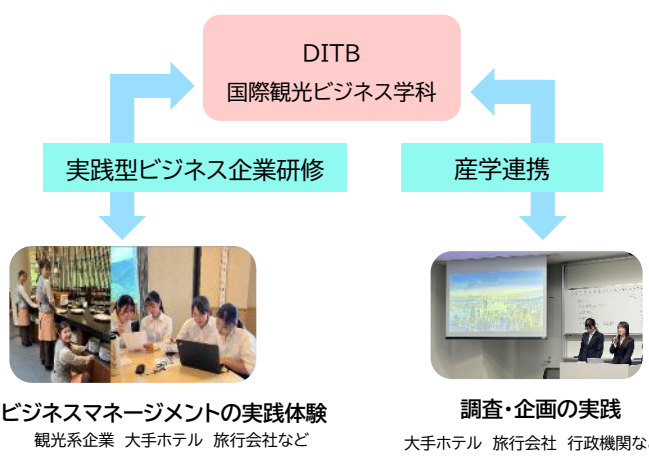 DITB
国際観光ビジネス学科
実践型ビジネス企業研修
産学連携
ビジネスマネージメントの実践体験
観光系企業 大手ホテル 旅行会社など
調査・企画の実践
大手ホテル 旅行会社 行政機関な